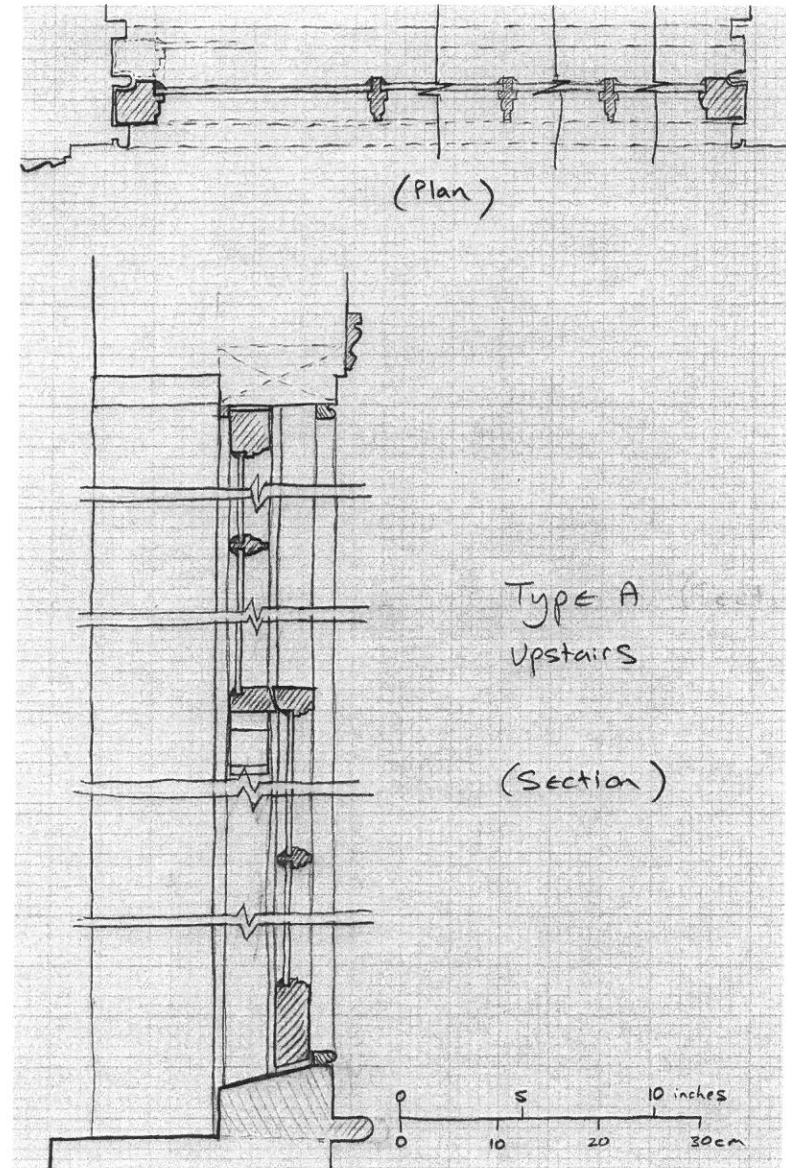 (Plan)
Type A
Upstairs
(Section)
0 5 10 inches
0 10 20 30cm